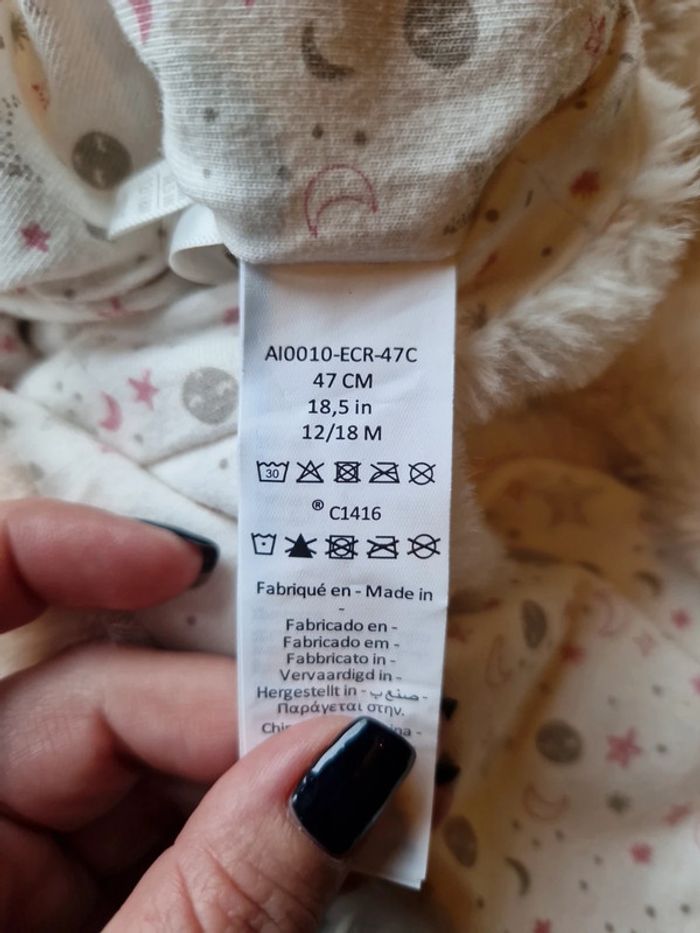 AI0010-ECR-47C
47 CM
18,5 in
12/18 M
30
® C1416
Fabriqué en - Made in
-
Fabricado en -
Fabricado em -
Fabbricato in -
Vervaardigd in -
Hergestellt in - صنع ب -
Παράγεται στην.